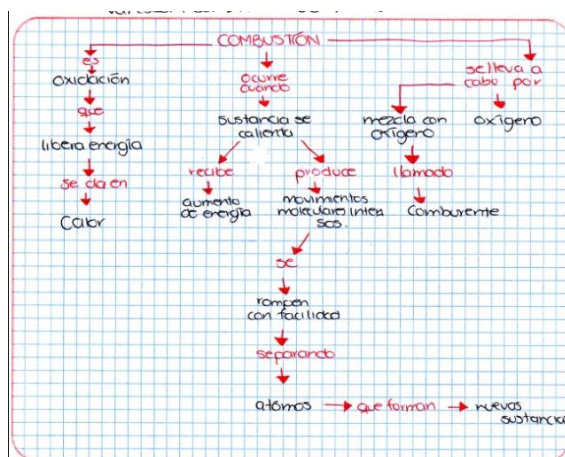 COMBUSTIÓN
es
oxidación
que
libera energía
se da en
Calor
ocurre
cuando
sustancia se
calienta
recibe
aumento
de energía
produce
movimientos
moleculares inten
sos.
se
rompen
con facilidad
separando
atómos
que forman
nuevas
sustancia
se lleva a
cabo por
mezcla con
oxígeno
llamado
Comburente
oxígeno